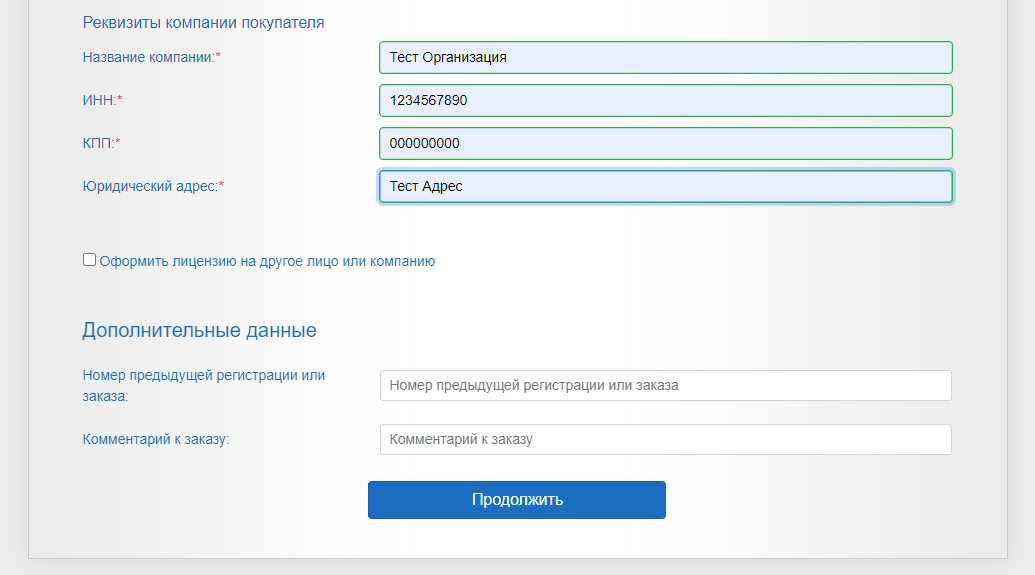 Реквизиты компании покупателя
Название компании:* Тест Организация
ИНН:* 1234567890
КПП:* 000000000
Юридический адрес:* Тест Адрес
Оформить лицензию на другое лицо или компанию
Дополнительные данные
Номер предыдущей регистрации или
заказа:
Номер предыдущей регистрации или заказа
Комментарий к заказу: Комментарий к заказу
Продолжить